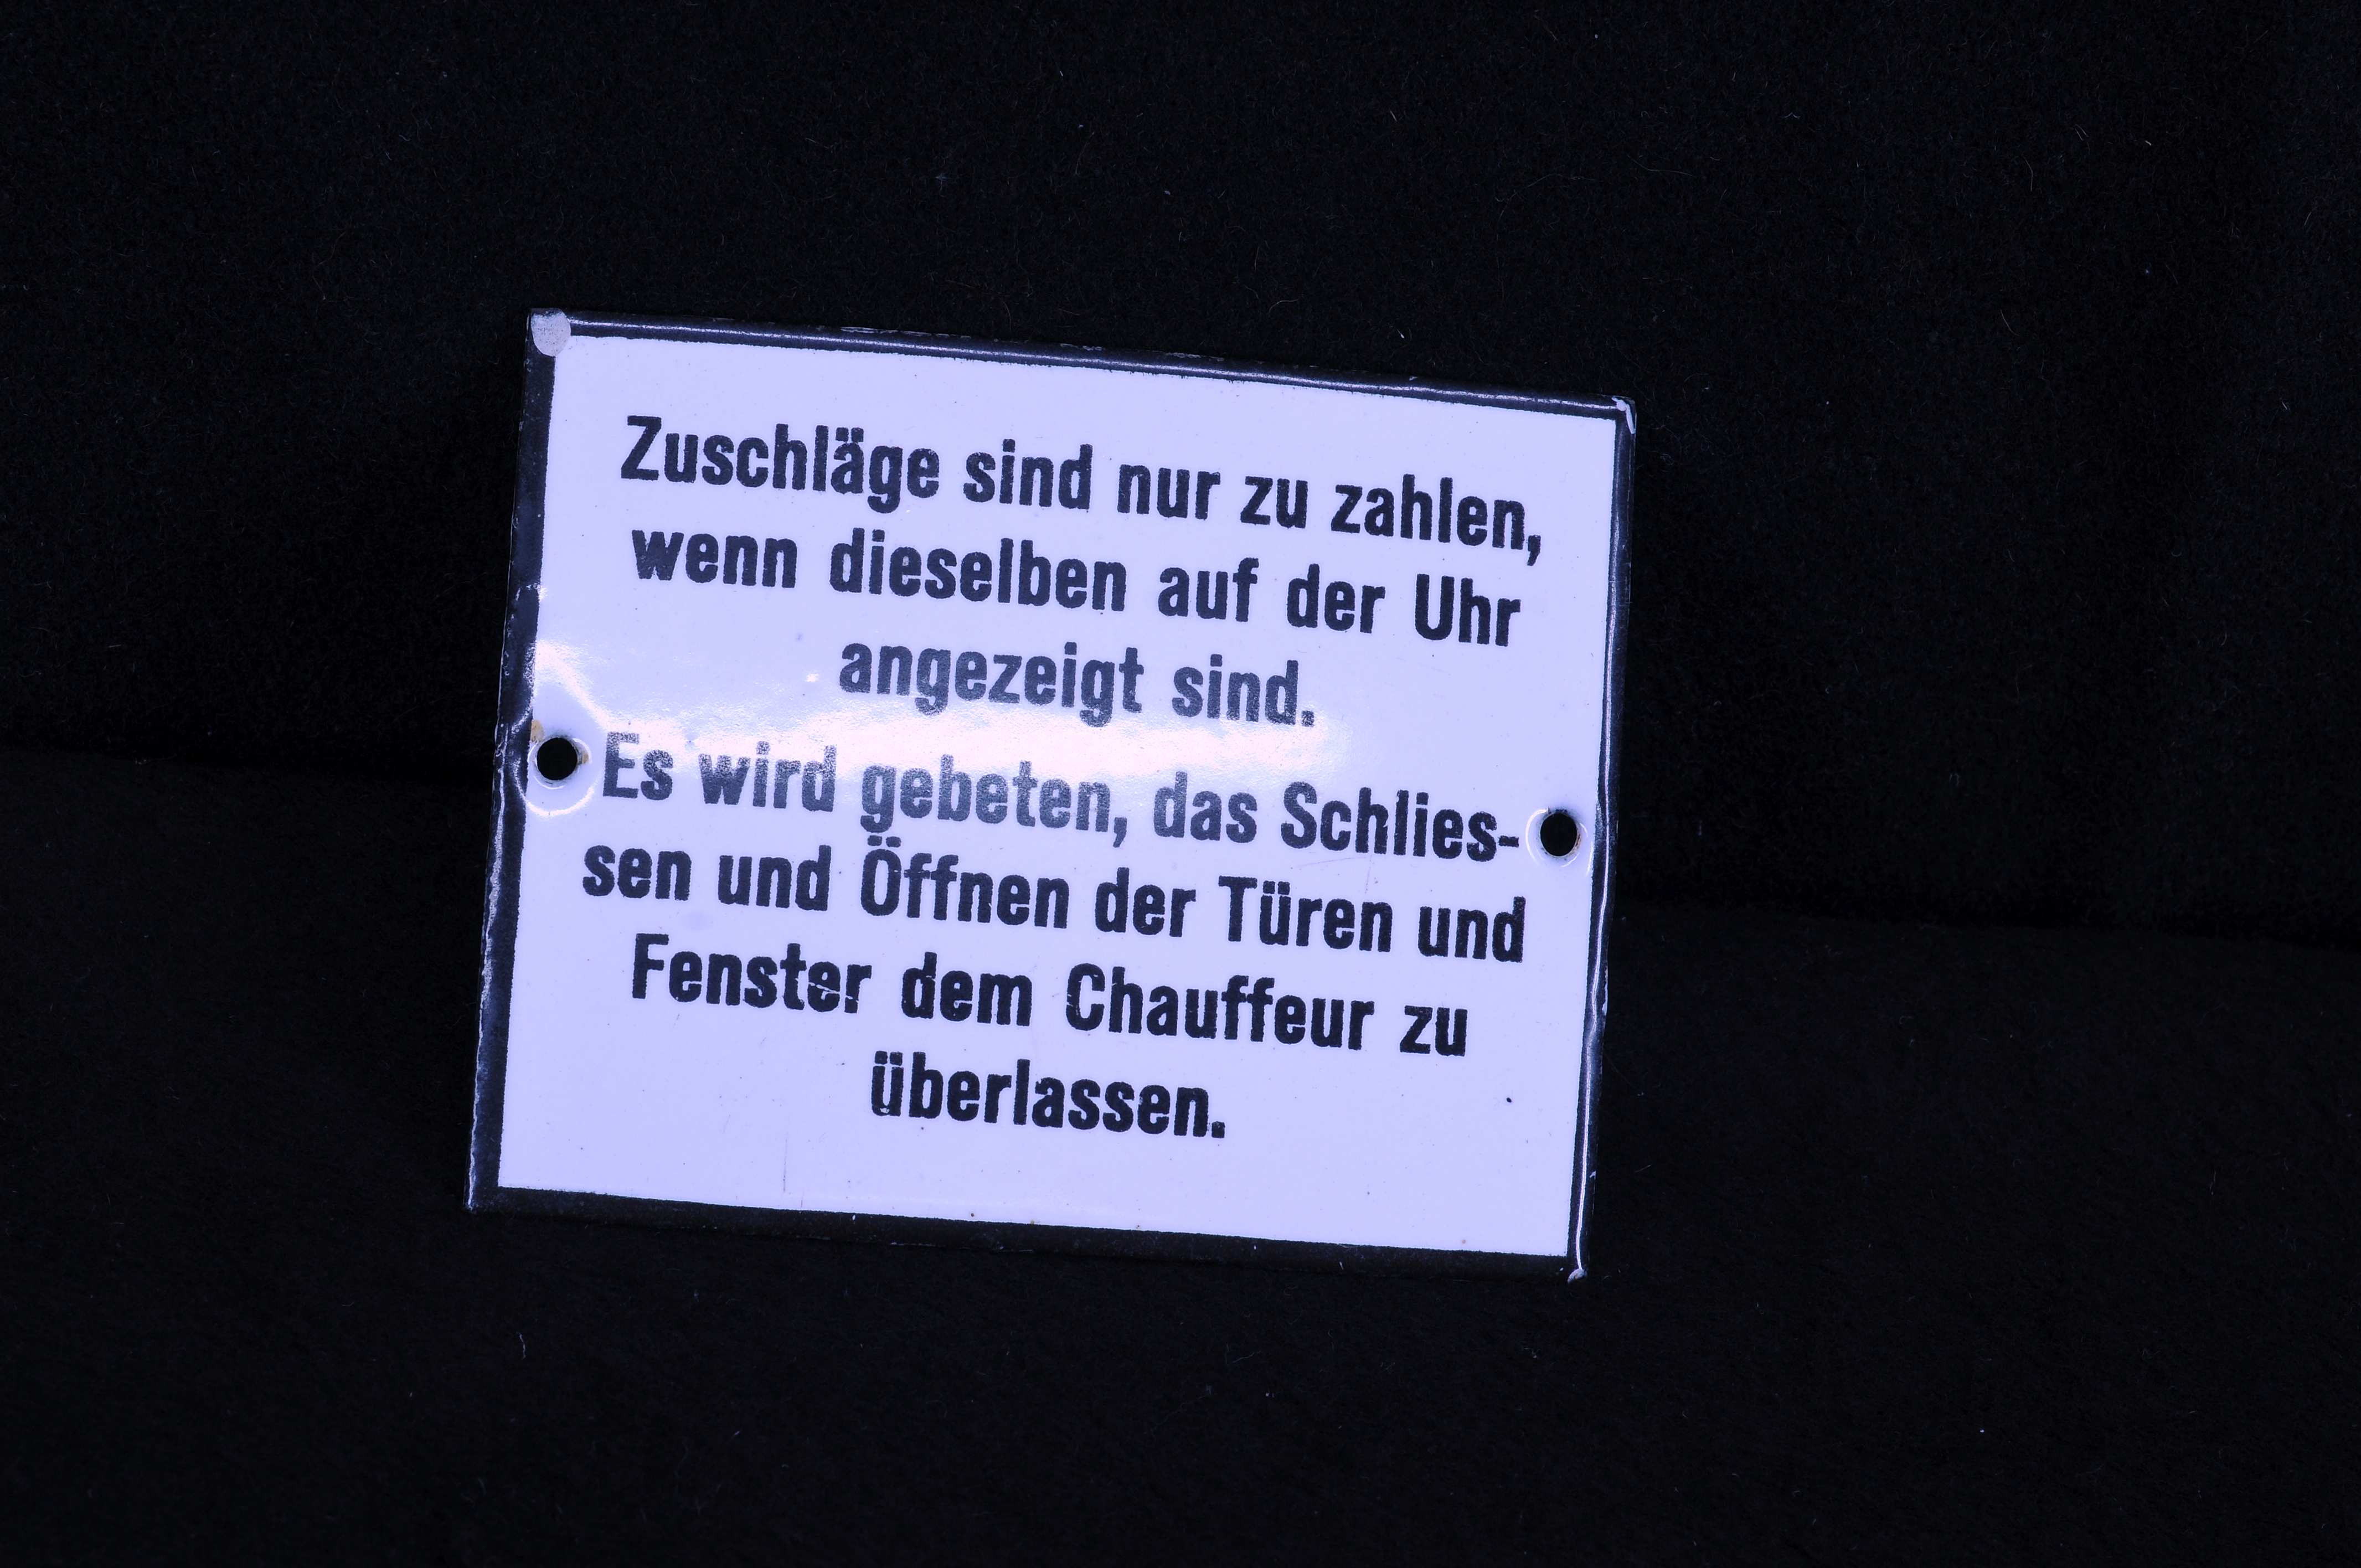 Zuschläge sind nur zu zahlen,
wenn dieselben auf der Uhr
angezeigt sind.
Es wird gebeten, das Schlies-
sen und Öffnen der Türen und
Fenster dem Chauffeur zu
überlassen.